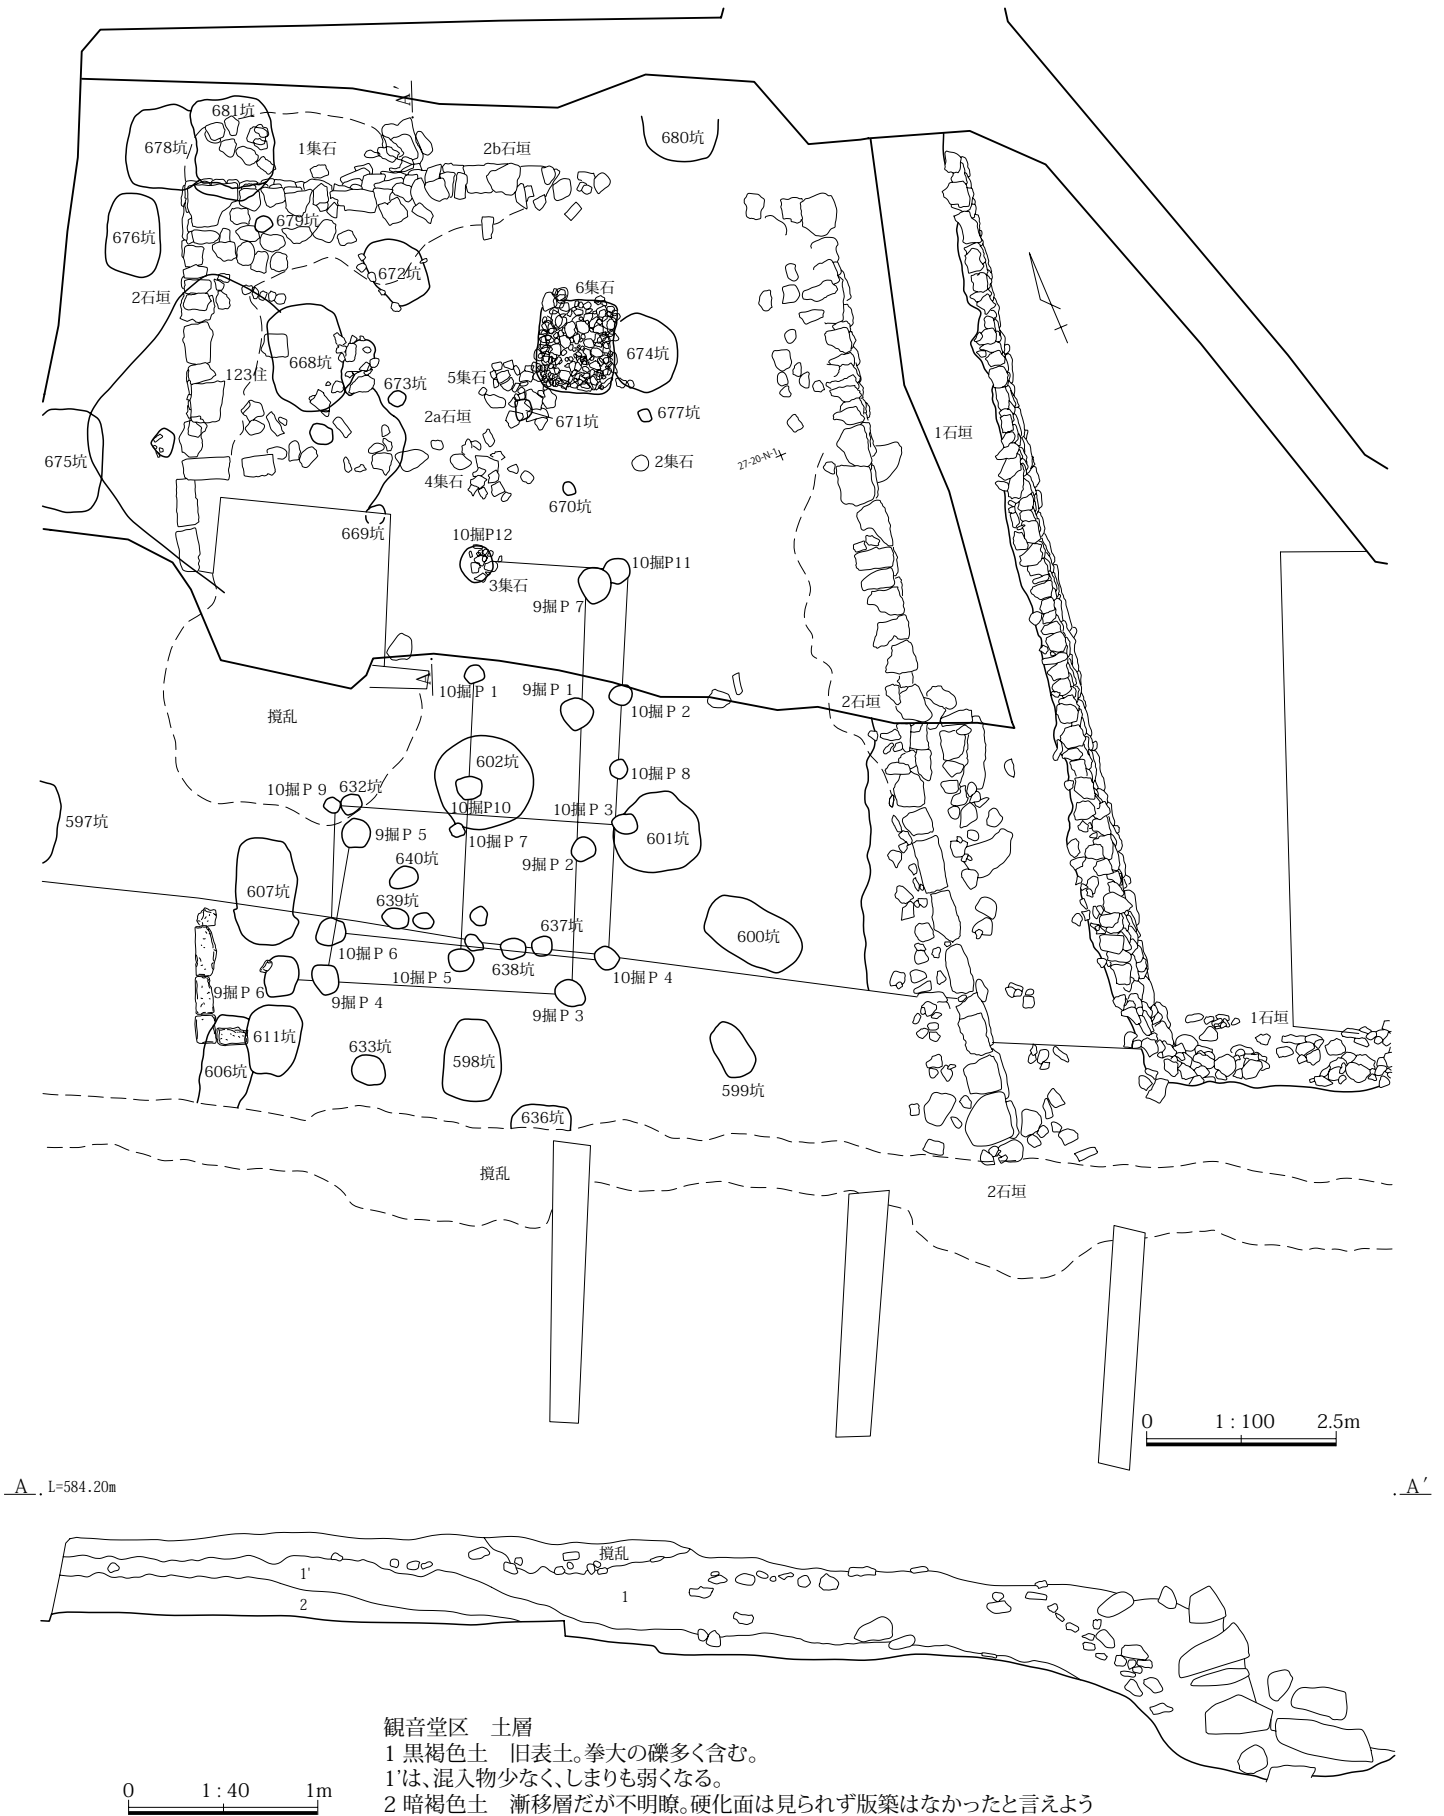 A′
681坑
678坑
1集石
2b石垣
680坑
679坑
676坑
672坑
2石垣
6集石
668坑
674坑
123住
673坑
5集石
2a石垣
671坑
677坑
1石垣
675坑
2集石
27-20-N-1
4集石
670坑
669坑
10掘P12
10掘P11
3集石
9掘P 7
A
10掘P 1
9掘P 1
10掘P 2
2石垣
撹乱
602坑
10掘P 8
10掘P 9
632坑
10掘P10
10掘P 3
597坑
9掘P 5
10掘P 7
601坑
640坑
9掘P 2
607坑
639坑
637坑
600坑
10掘P 6
638坑
10掘P 5
10掘P 4
9掘P 6
9掘P 4
9掘P 3
1石垣
611坑
633坑
598坑
606坑
599坑
636坑
撹乱
2石垣
0 1:100 2.5m
A L=584.20m
A′
撹乱
1'
1
2
観音堂区 土層
1 黒褐色土 旧表土。拳大の礫多く含む。
1'は、混入物少なく、しまりも弱くなる。
2 暗褐色土 漸移層だが不明瞭。硬化面は見られず版築はなかったと言えよう
0 1:40 1m